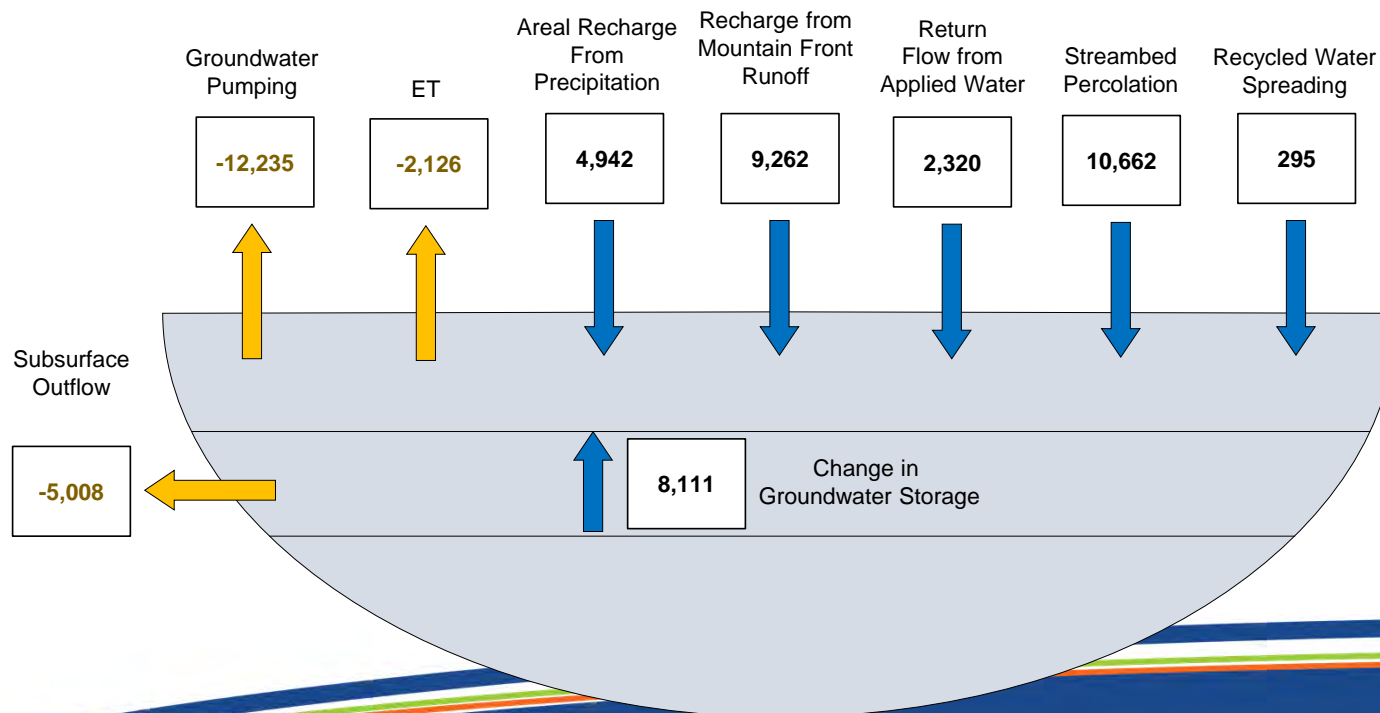 Groundwater
Pumping
-12,235
ET
-2,126
Areal Recharge
From
Precipitation
4,942
Recharge from
Mountain Front
Runoff
9,262
Return
Flow from
Applied Water
2,320
Streambed
Percolation
10,662
Recycled Water
Spreading
295
Subsurface
Outflow
-5,008
8,111
Change in
Groundwater Storage